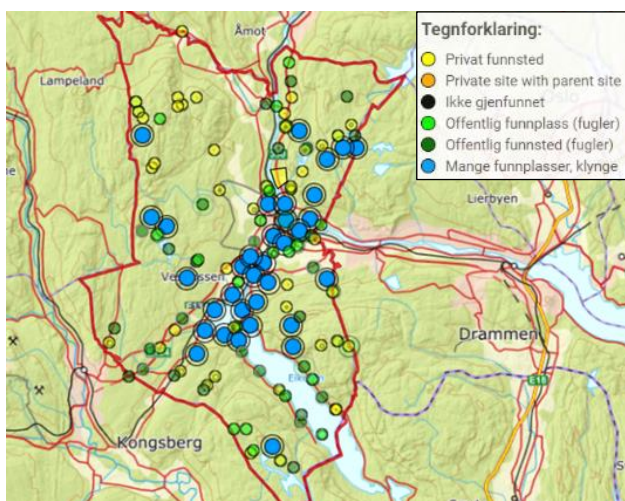 Tegnforklaring:
Privat funnsted
Private site with parent site
Ikke gjenfunnet
Offentlig funnplass (fugler)
Offentlig funnsted (fugler)
Mange funnplasser, klynge
Åmot
Lampeland
Lierbyen
Drammen
E18
Kongsberg